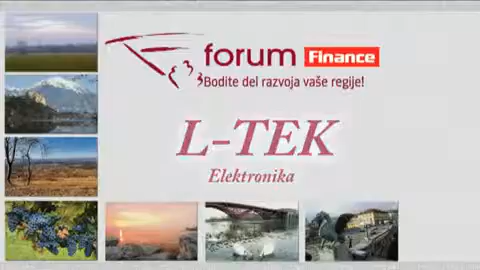 forum Finance
Bodite del razvoja vaše regije!
L-TEK
Elektronika